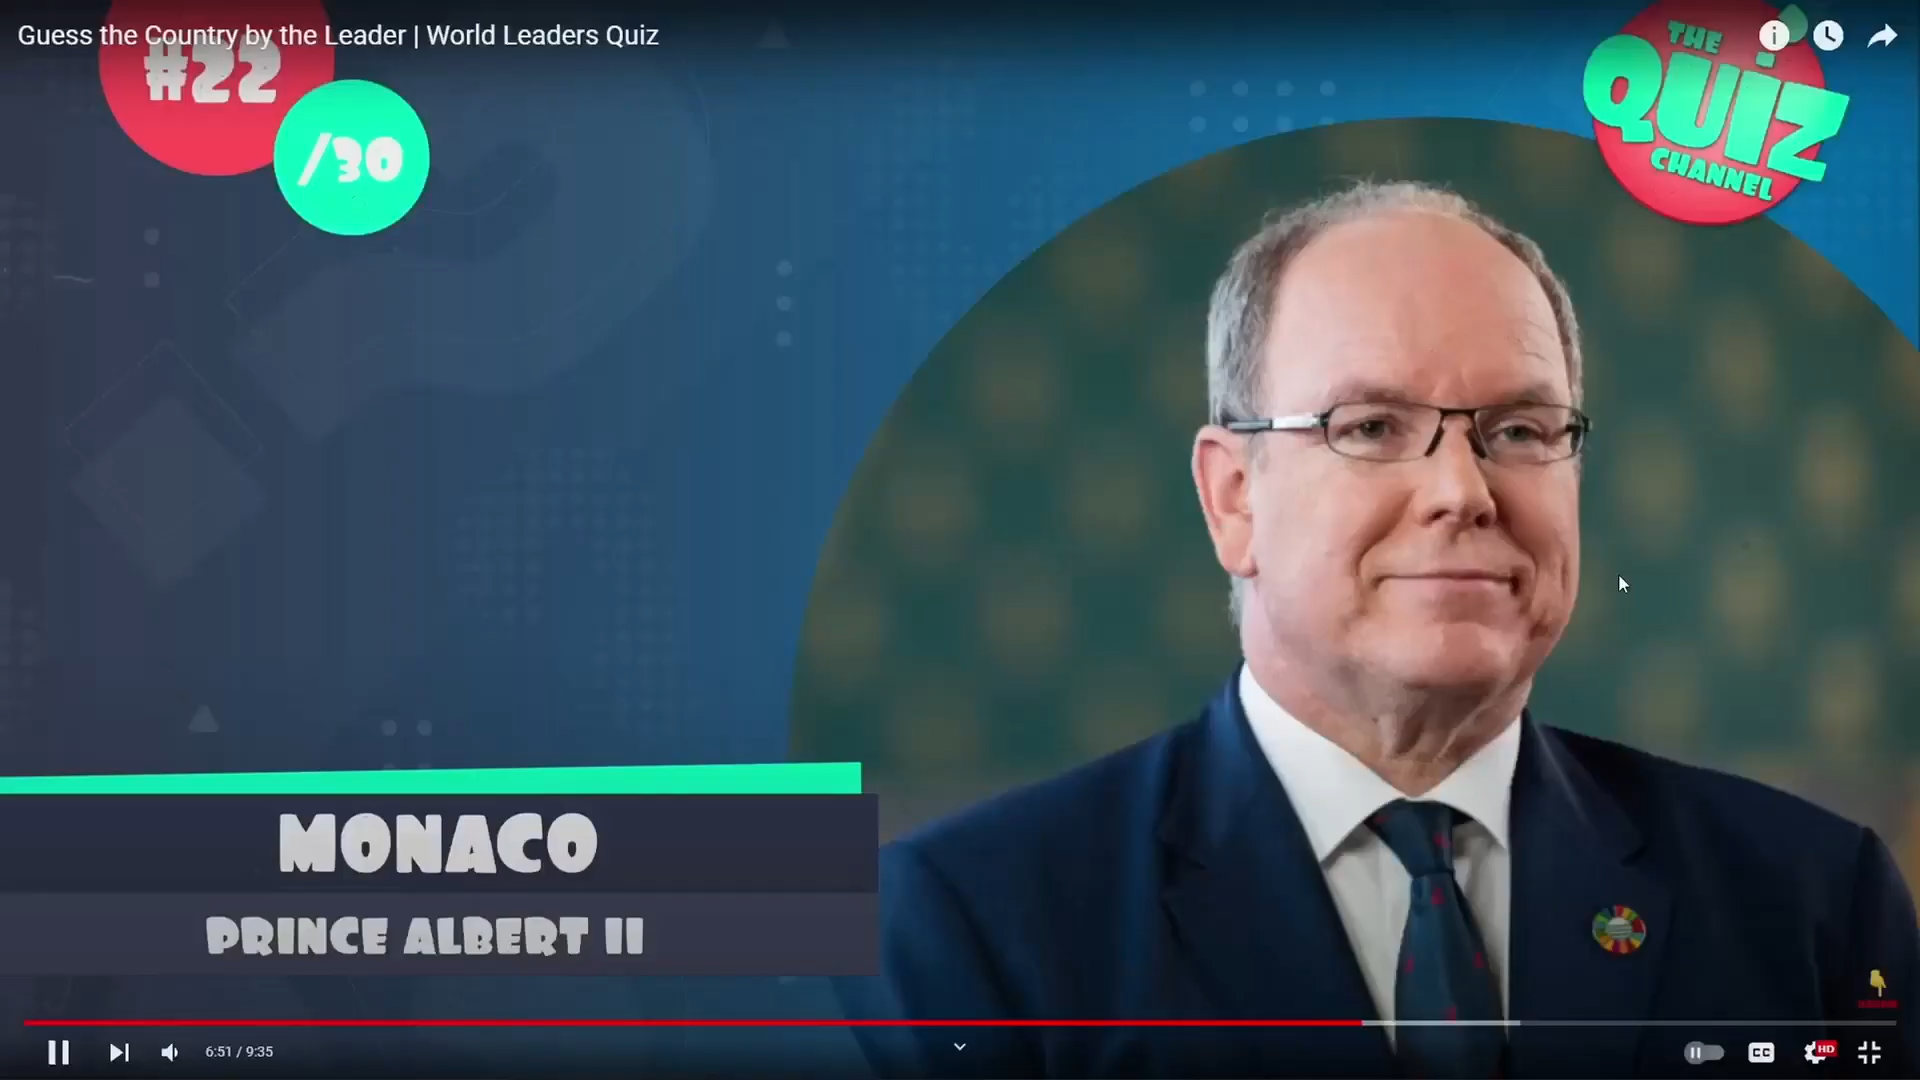 Guess the Country by the Leader | World Leaders Quiz
#22
/30
THE
QUIZ
CHANNEL
MONACO
PRINCE ALBERT II
6:51 / 9:35
CC
HD